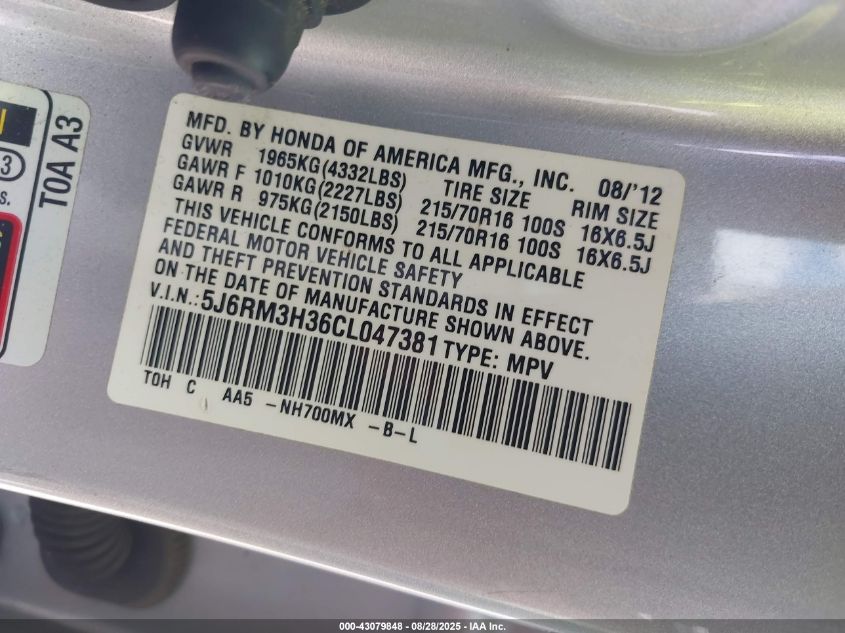 MFD. BY HONDA OF AMERICA MFG., INC. 08/'12
GVWR 1965KG(4332LBS) TIRE SIZE RIM SIZE
GAWR F 1010KG(2227LBS) 215/70R16 100S 16X6.5J
GAWR R 975KG(2150LBS) 215/70R16 100S 16X6.5J
THIS VEHICLE CONFORMS TO ALL APPLICABLE
FEDERAL MOTOR VEHICLE SAFETY
AND THEFT PREVENTION STANDARDS IN EFFECT
ON THE DATE OF MANUFACTURE SHOWN ABOVE.
V.I.N.:5J6RM3H36CL047381 TYPE: MPV
TOH C AA5 -NH700MX -B-L
TOA A3
3
S.
000-43079848 - 08/28/2025 - IAA Inc.